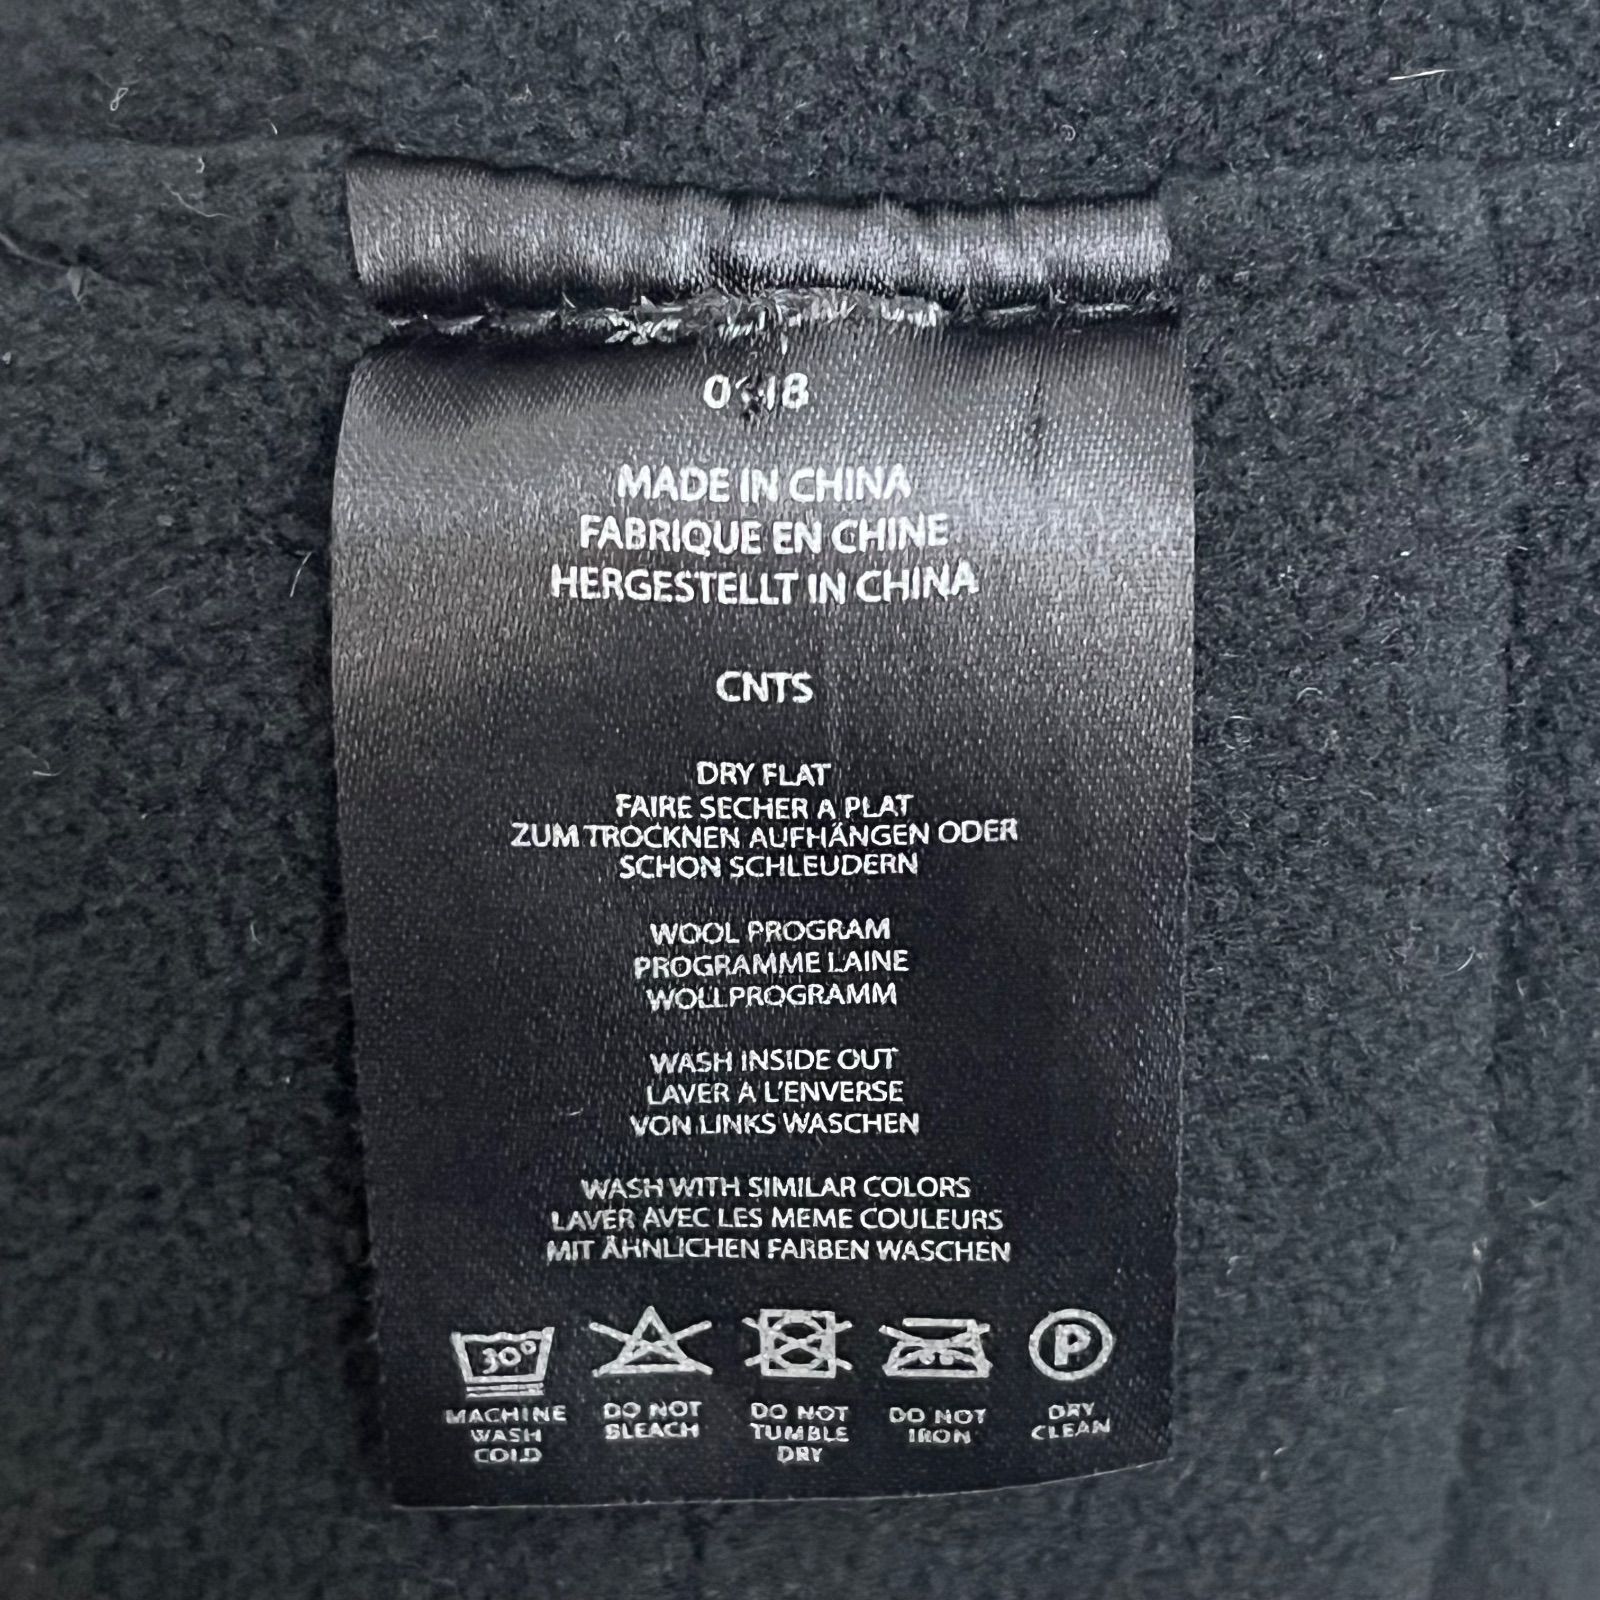 MADE IN CHINA
FABRIQUE EN CHINE
HERGESTELLT IN CHINA
CNTS
DRY FLAT
FAIRE SECHER A PLAT
ZUM TROCKNEN AUFHÄNGEN ODER
SCHON SCHLEUDERN
WOOL PROGRAM
PROGRAMME LAINE
WOLLPROGRAMM
WASH INSIDE OUT
LAVER A L'ENVERSE
VON LINKS WASCHEN
WASH WITH SIMILAR COLORS
LAVER AVEC LES MEME COULEURS
MIT ÄHNLICHEN FARBEN WASCHEN
30° P
MACHINE WASH COLD
DO NOT BLEACH
DO NOT TUMBLE DRY
DO NOT IRON
DRY CLEAN